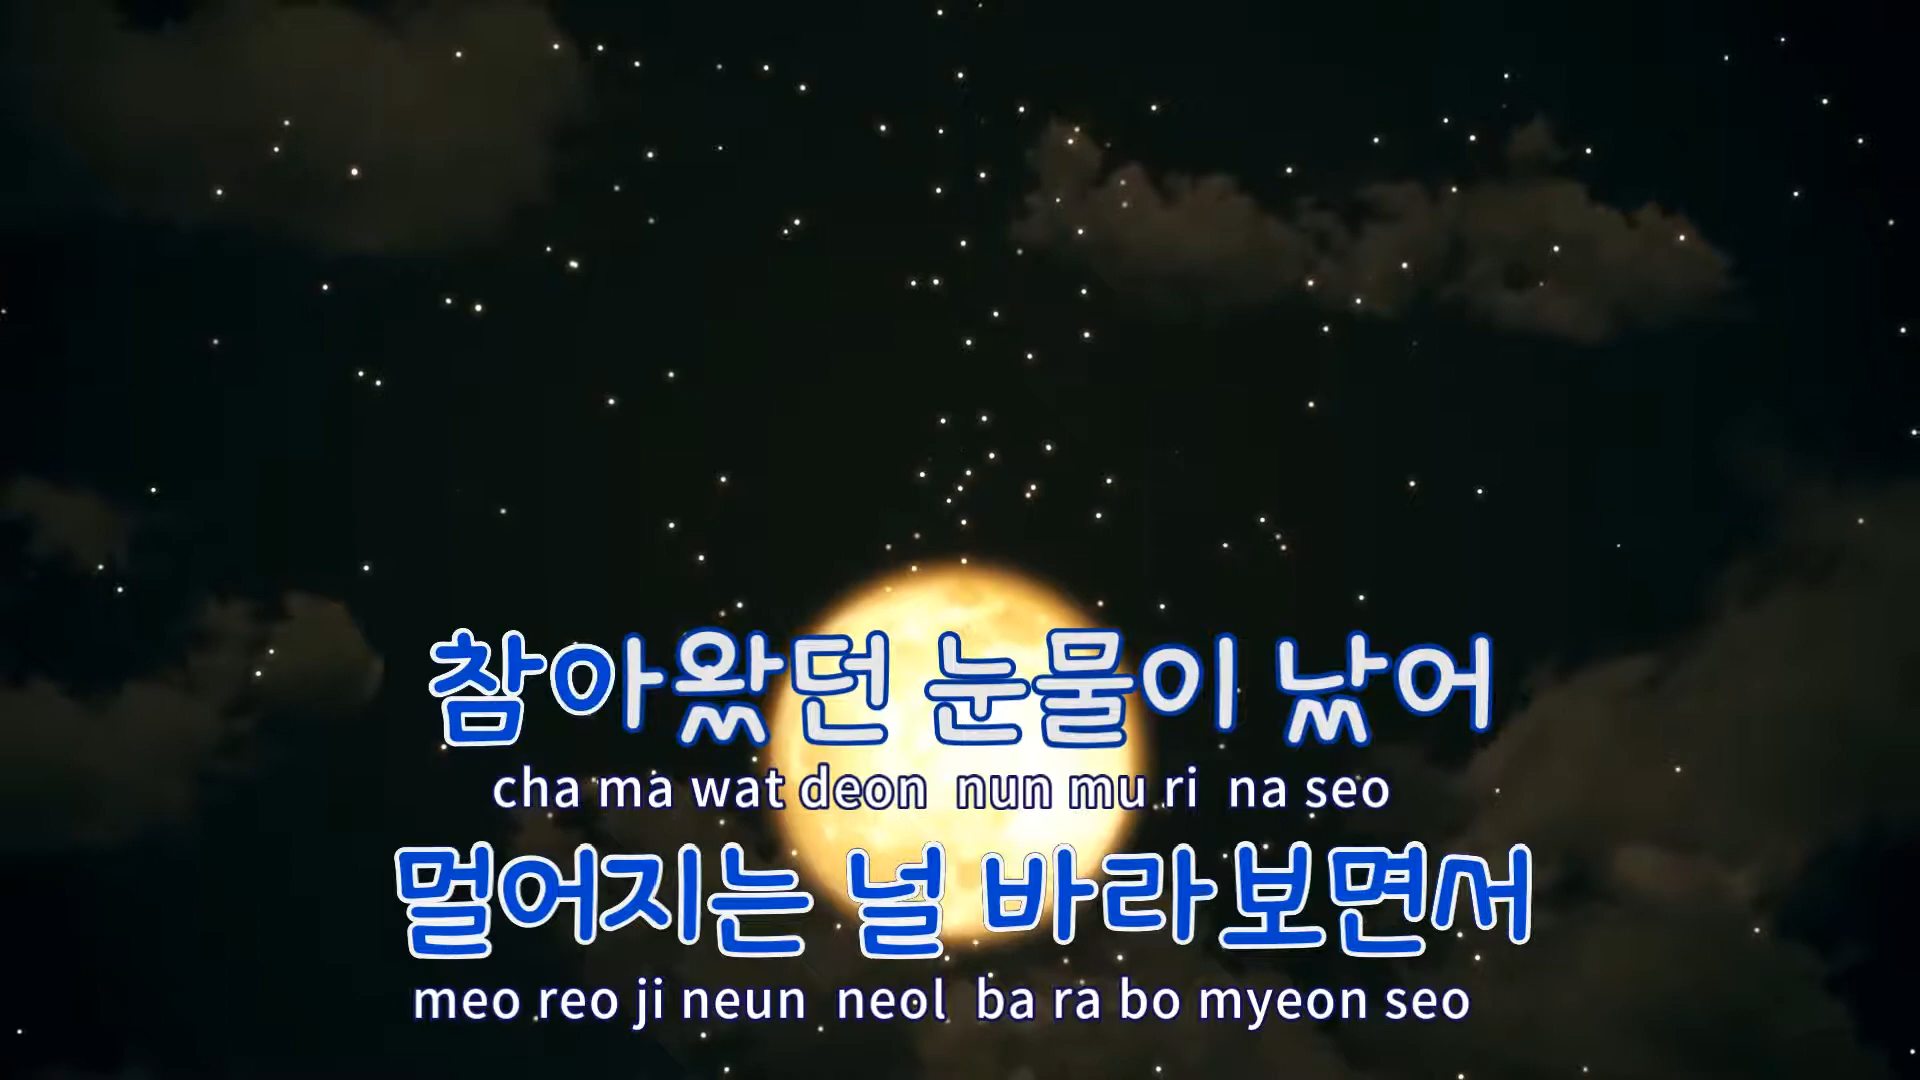 참아왔던 눈물이 났어
cha ma wat deon nun mu ri na seo
멀어지는 널 바라보면서
meo reo ji neun neol ba ra bo myeon seo